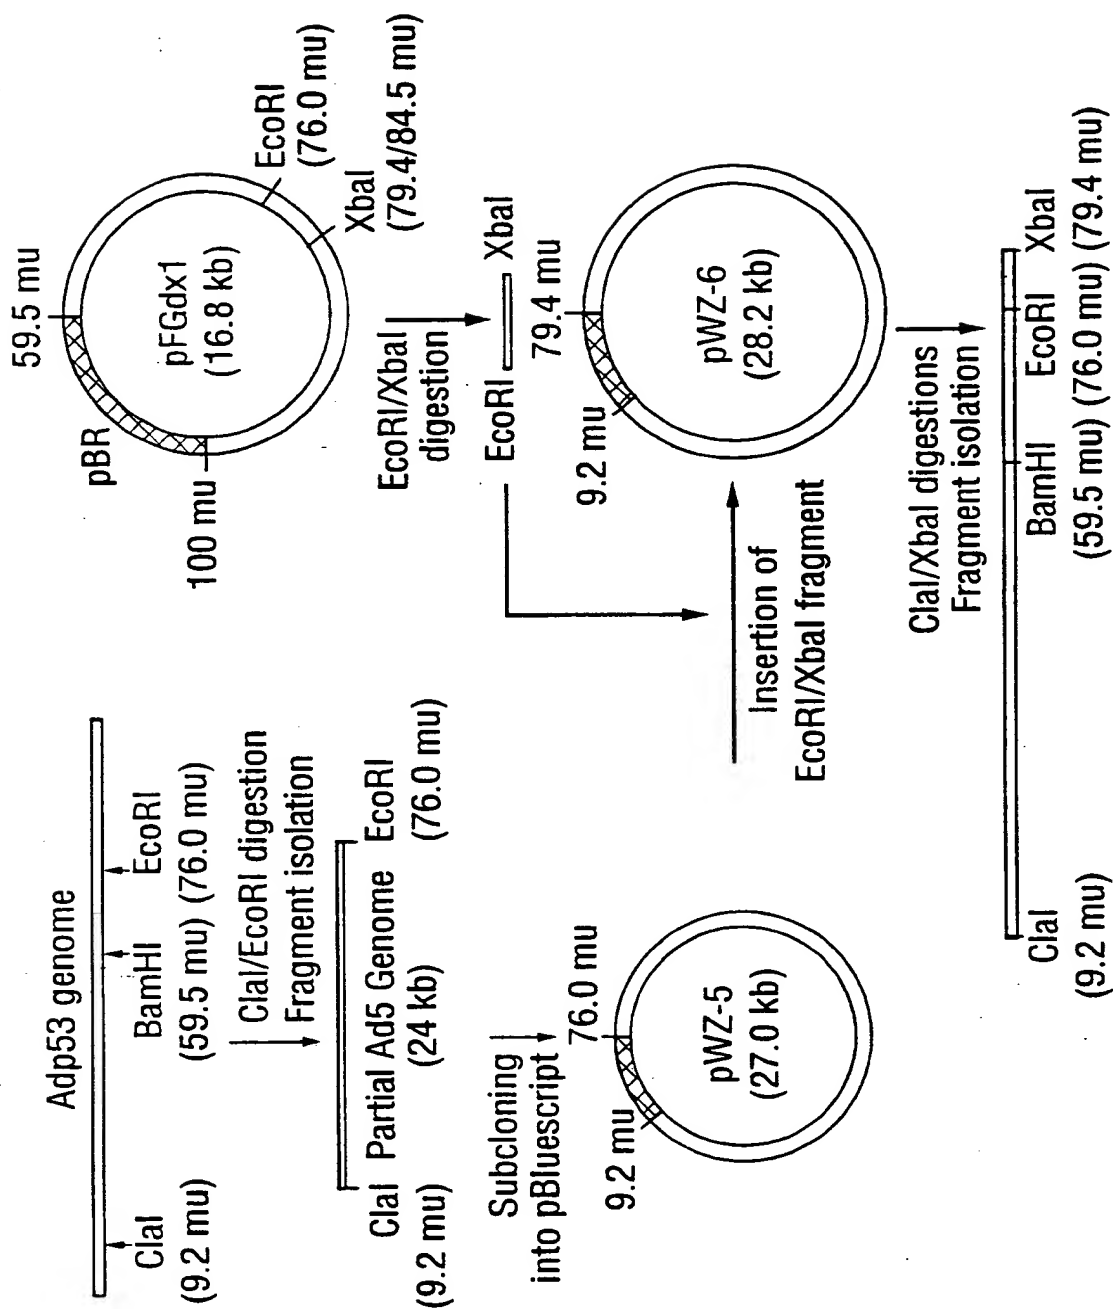 Adp53 genome
ClaI
(9.2 mu)
BamHI
(59.5 mu)
EcoRI
(76.0 mu)
ClaI/EcoRI digestion
Fragment isolation
ClaI
(9.2 mu)
Partial Ad5 Genome
(24 kb)
EcoRI
(76.0 mu)
Subcloning
into pBluescript
76.0 mu
9.2 mu
pWZ-5
(27.0 kb)
59.5 mu
pBR
pFGdx1
(16.8 kb)
100 mu
EcoRI
(76.0 mu)
XbaI
(79.4/84.5 mu)
EcoRI/XbaI
digestion
EcoRI
XbaI
Insertion of
EcoRI/XbaI fragment
79.4 mu
9.2 mu
pWZ-6
(28.2 kb)
ClaI/XbaI digestions
Fragment isolation
ClaI
(9.2 mu)
BamHI
(59.5 mu)
EcoRI
(76.0 mu)
XbaI
(79.4 mu)